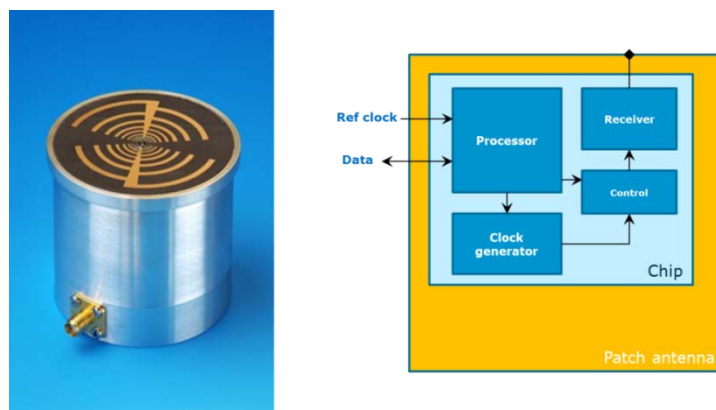 Ref clock
Data
Processor
Receiver
Control
Clock
generator
Chip
Patch antenna